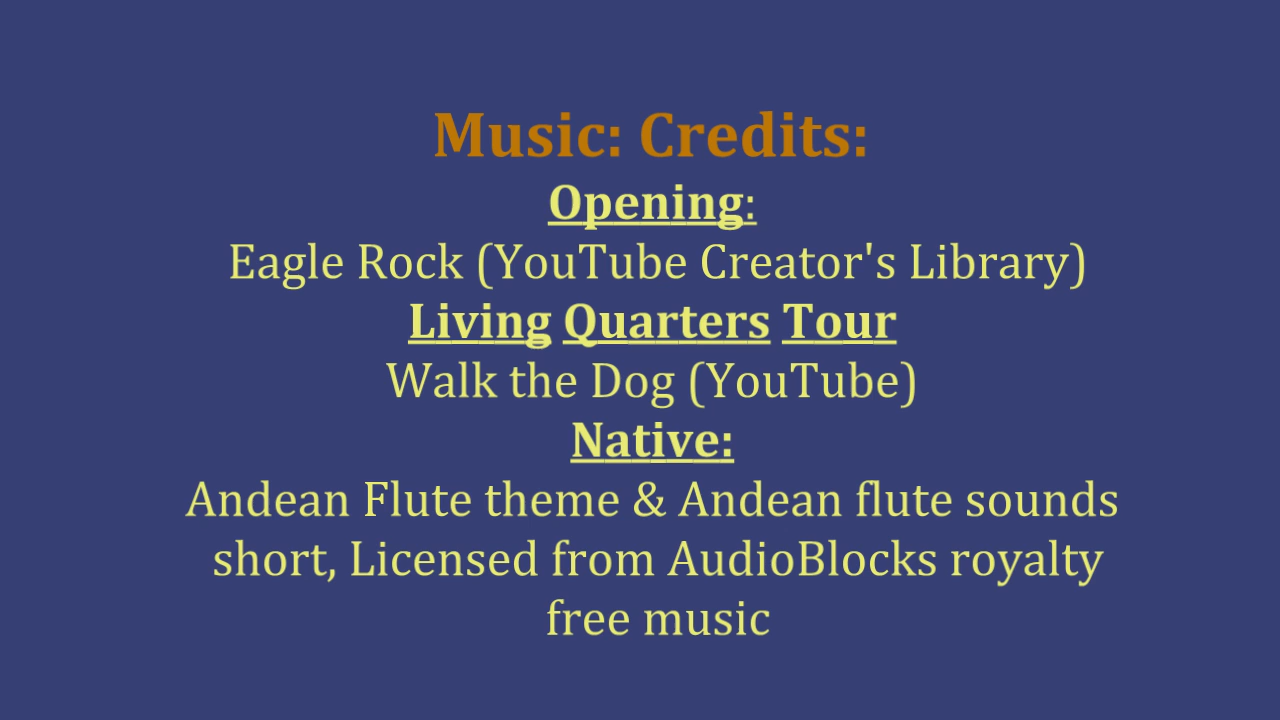 Music: Credits:
Opening:
Eagle Rock (YouTube Creator's Library)
Living Quarters Tour
Walk the Dog (YouTube)
Native:
Andean Flute theme & Andean flute sounds
short, Licensed from AudioBlocks royalty
free music